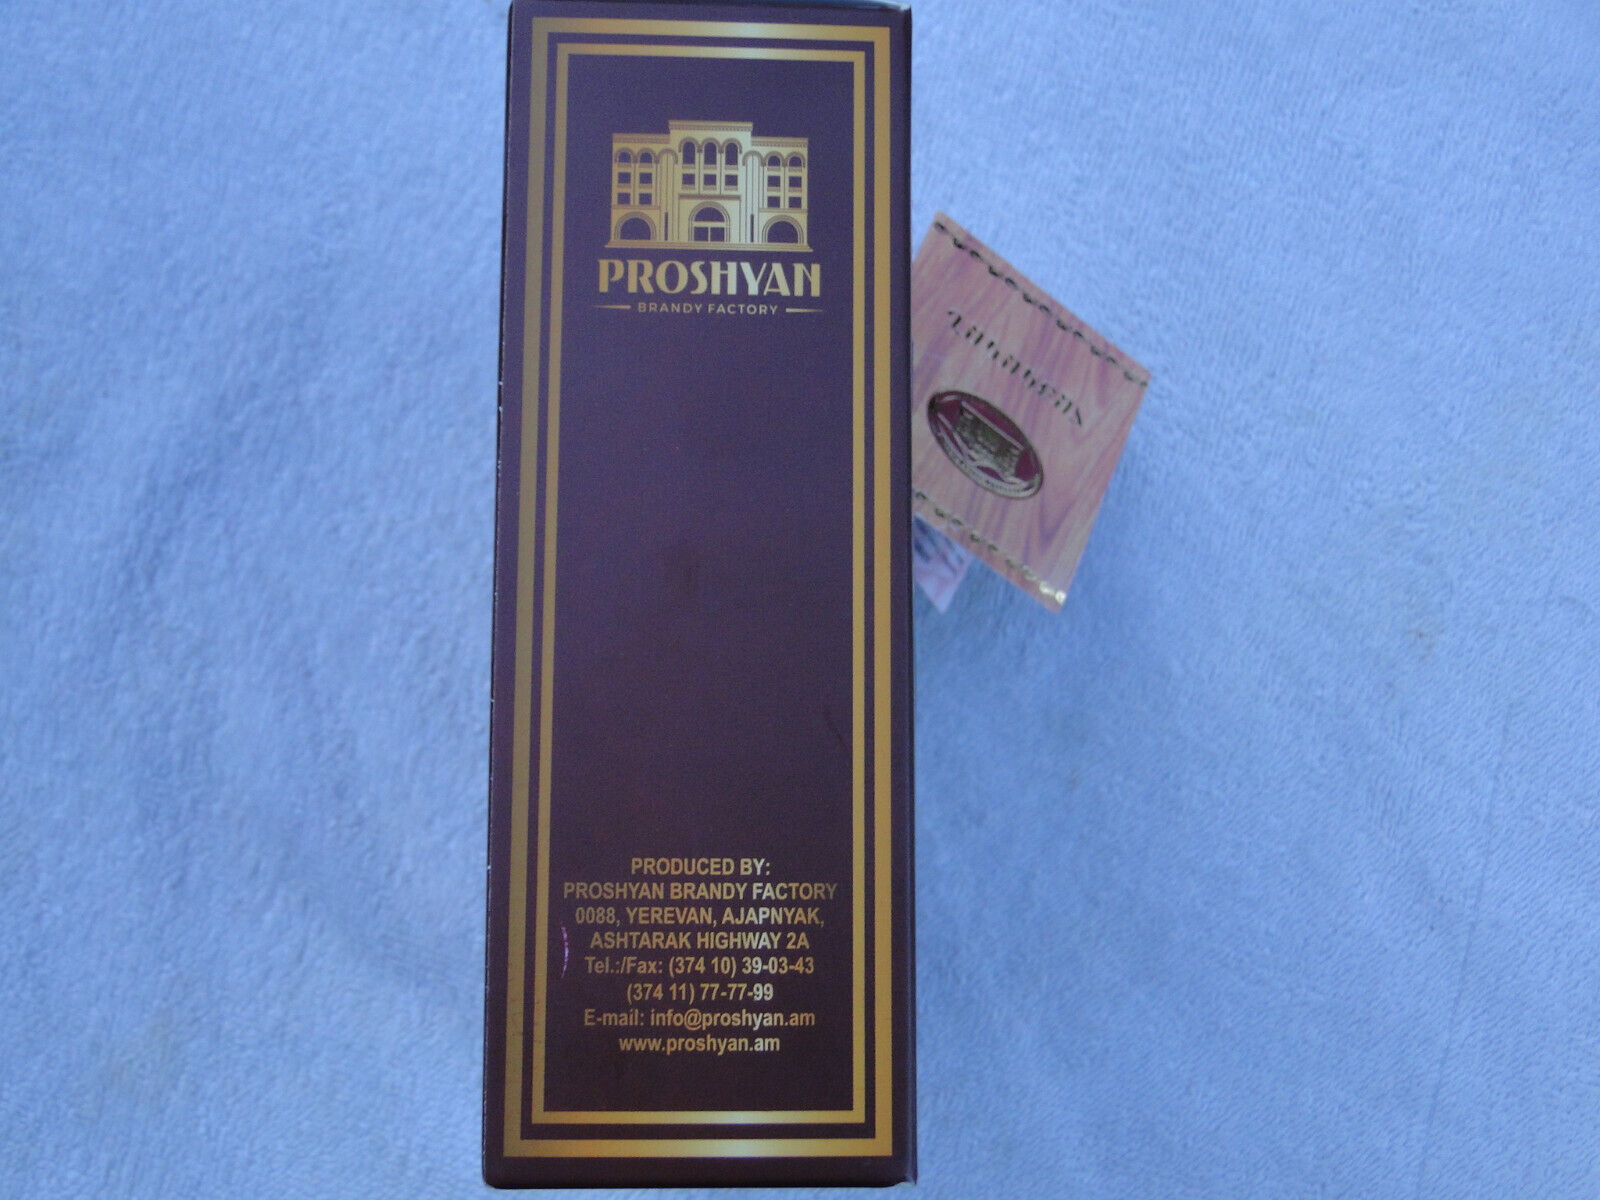 PROSHYAN
BRANDY FACTORY
PRODUCED BY:
PROSHYAN BRANDY FACTORY
0088, YEREVAN, AJAPNYAK,
ASHTARAK HIGHWAY 2A
Tel.:/Fax: (374 10) 39-03-43
(374 11) 77-77-99
E-mail: info@proshyan.am
www.proshyan.am